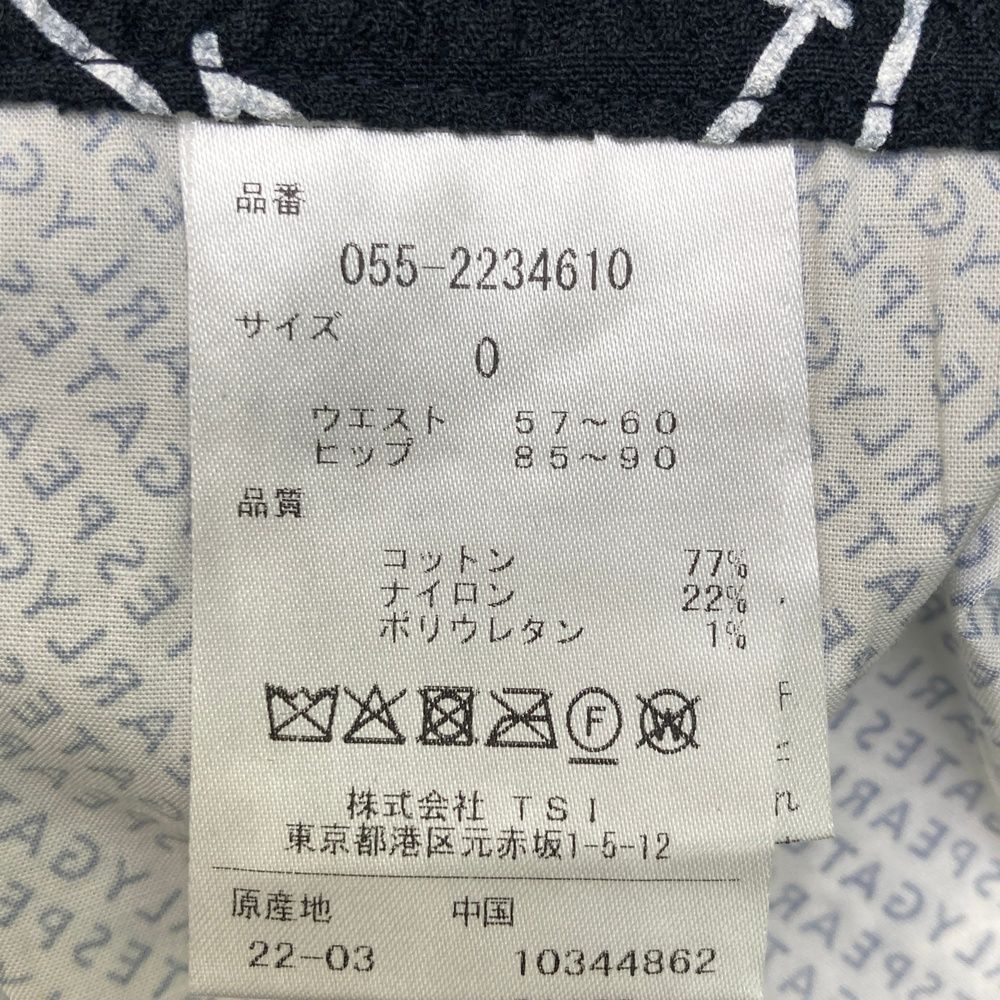 品番
055-2234610
サイズ
0
ウエスト 57～60
ヒップ 85～90
品質
コットン 77%
ナイロン 22%
ポリウレタン 1%
F
W
株式会社 TSI
東京都港区元赤坂1-5-12
原産地 中国
22-03 10344862